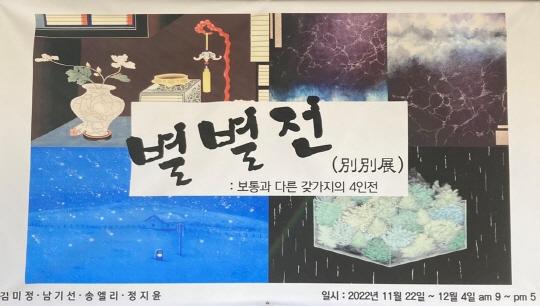 별별전
(別別展)
: 보통과 다른 갖가지의 4인전
김미정·남기선·송엘리·정지윤
일시 : 2022년 11월 22일 ~ 12월 4일 am 9 ~ pm 5